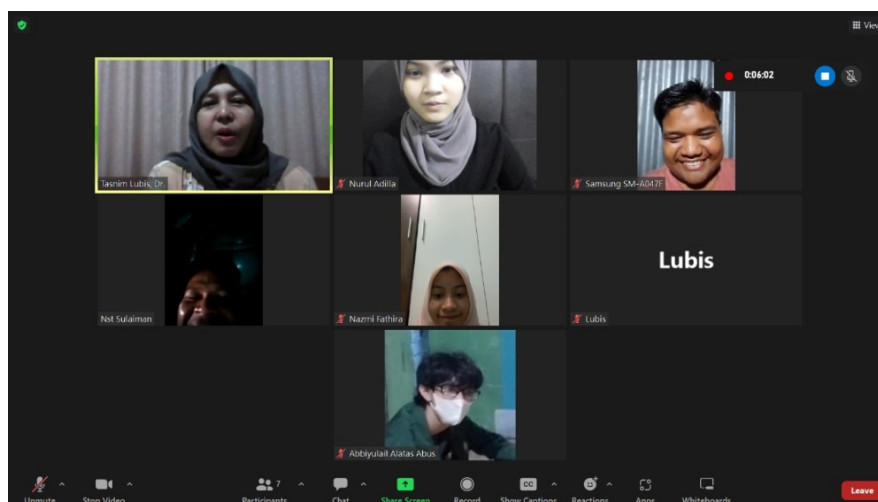 View
0:06:02
Tasnim Lubis, Dr.
Nurul Adilla
Samsung SM-A047F
Nst Sulaiman
Nazmi Fathira
Lubis
Lubis
Abbiyulail Alatas Abus
Unmute
Stop Video
Participants
7
Chat
Share Screen
Record
CC
Show Captions
Reactions
Apps
Whiteboards
Leave